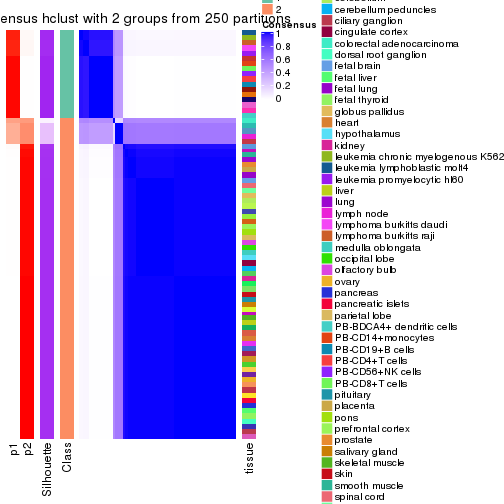 ensus hclust with 2 groups from 250 partitions
2
Consensus
1
0.8
0.6
0.4
0.2
0
cerebellum peduncles
ciliary ganglion
cingulate cortex
colorectal adenocarcinoma
dorsal root ganglion
fetal brain
fetal liver
fetal lung
fetal thyroid
globus pallidus
heart
hypothalamus
kidney
leukemia chronic myelogenous K562
leukemia lymphoblastic molt4
leukemia promyelocytic hl60
liver
lung
lymph node
lymphoma burkitts daudi
lymphoma burkitts raji
medulla oblongata
occipital lobe
olfactory bulb
ovary
pancreas
pancreatic islets
parietal lobe
PB-BDCA4+ dendritic cells
PB-CD14+monocytes
PB-CD19+B cells
PB-CD4+T cells
PB-CD56+NK cells
PB-CD8+T cells
pituitary
placenta
pons
prefrontal cortex
prostate
salivary gland
skeletal muscle
skin
smooth muscle
spinal cord
p1
p2
Silhouette
Class
tissue